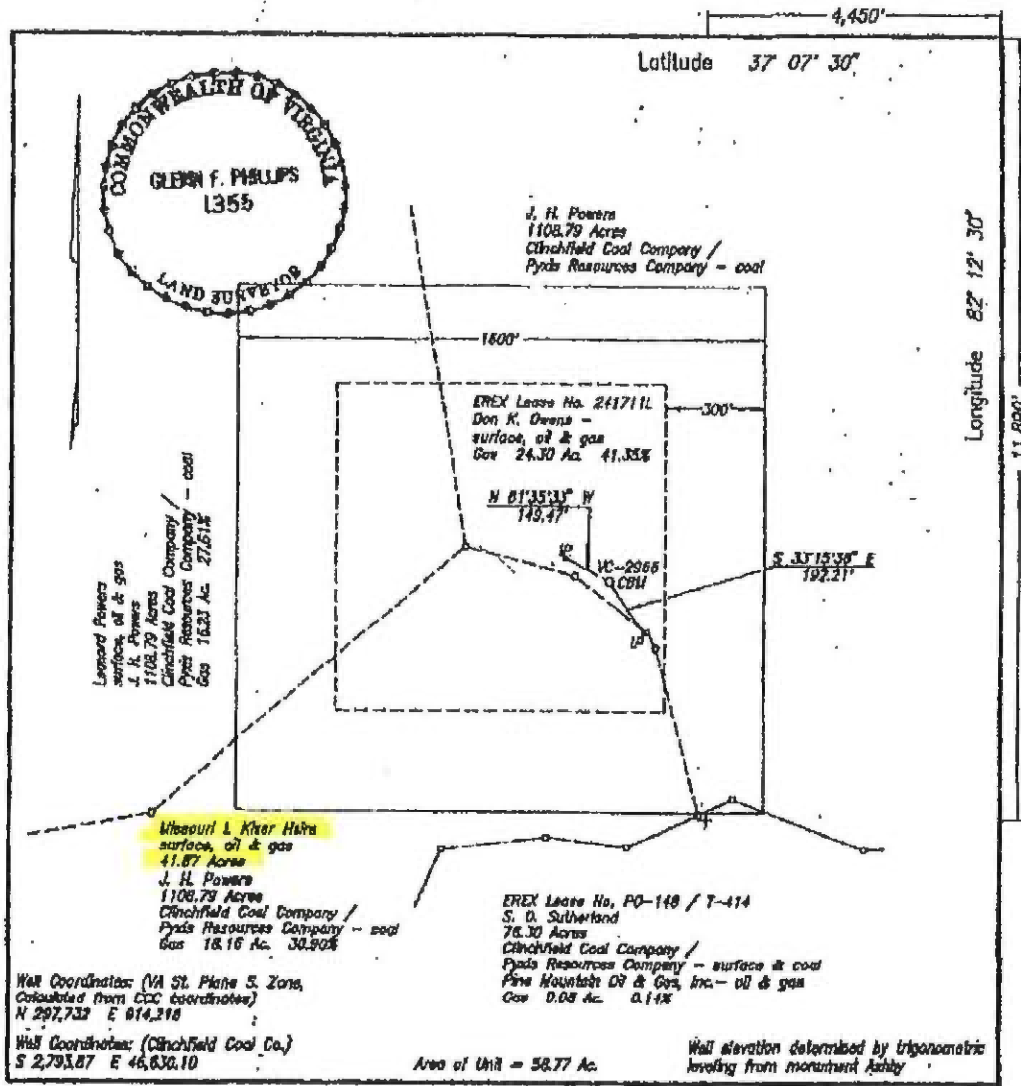 4,450'
Latitude 37° 07' 30"
COMMONWEALTH OF VIRGINIA
GLENN F. PHILLIPS
1355
LAND SURVEYOR
J. H. Powers
1108.79 Acres
Clinchfield Coal Company /
Pyxis Resources Company - coal
Longitude 82° 12' 30"
11,890'
1600'
300'
EREX Lease No. 241711L
Don K. Owens -
surface, oil & gas
Gas 24.30 Ac. 41.35%
N 61°35'33" W
149.47'
IP
VC-2966
CBM
S 33°15'38" E
192.21'
IP
Leonard Powers
surface, oil & gas
J. H. Powers
1108.79 Acres
Clinchfield Coal Company /
Pyxis Resources Company - coal
Gas 16.23 Ac. 27.61%
Missouri L Kiser Heirs
surface, oil & gas
41.87 Acres
J. H. Powers
1108.79 Acres
Clinchfield Coal Company /
Pyxis Resources Company - coal
Gas 18.16 Ac. 30.90%
EREX Lease No. PO-148 / T-414
S. D. Sutherland
76.30 Acres
Clinchfield Coal Company /
Pyxis Resources Company - surface & coal
Pine Mountain Oil & Gas, Inc.- oil & gas
Gas 0.08 Ac. 0.14%
Well Coordinates: (VA St. Plane S. Zone,
Calculated from CCC coordinates)
N 297,732 E 914,216
Well Coordinates: (Clinchfield Coal Co.)
S 2,793.87 E 46,630.10
Area of Unit = 58.77 Ac.
Well elevation determined by trigonometric
leveling from monument Ashby